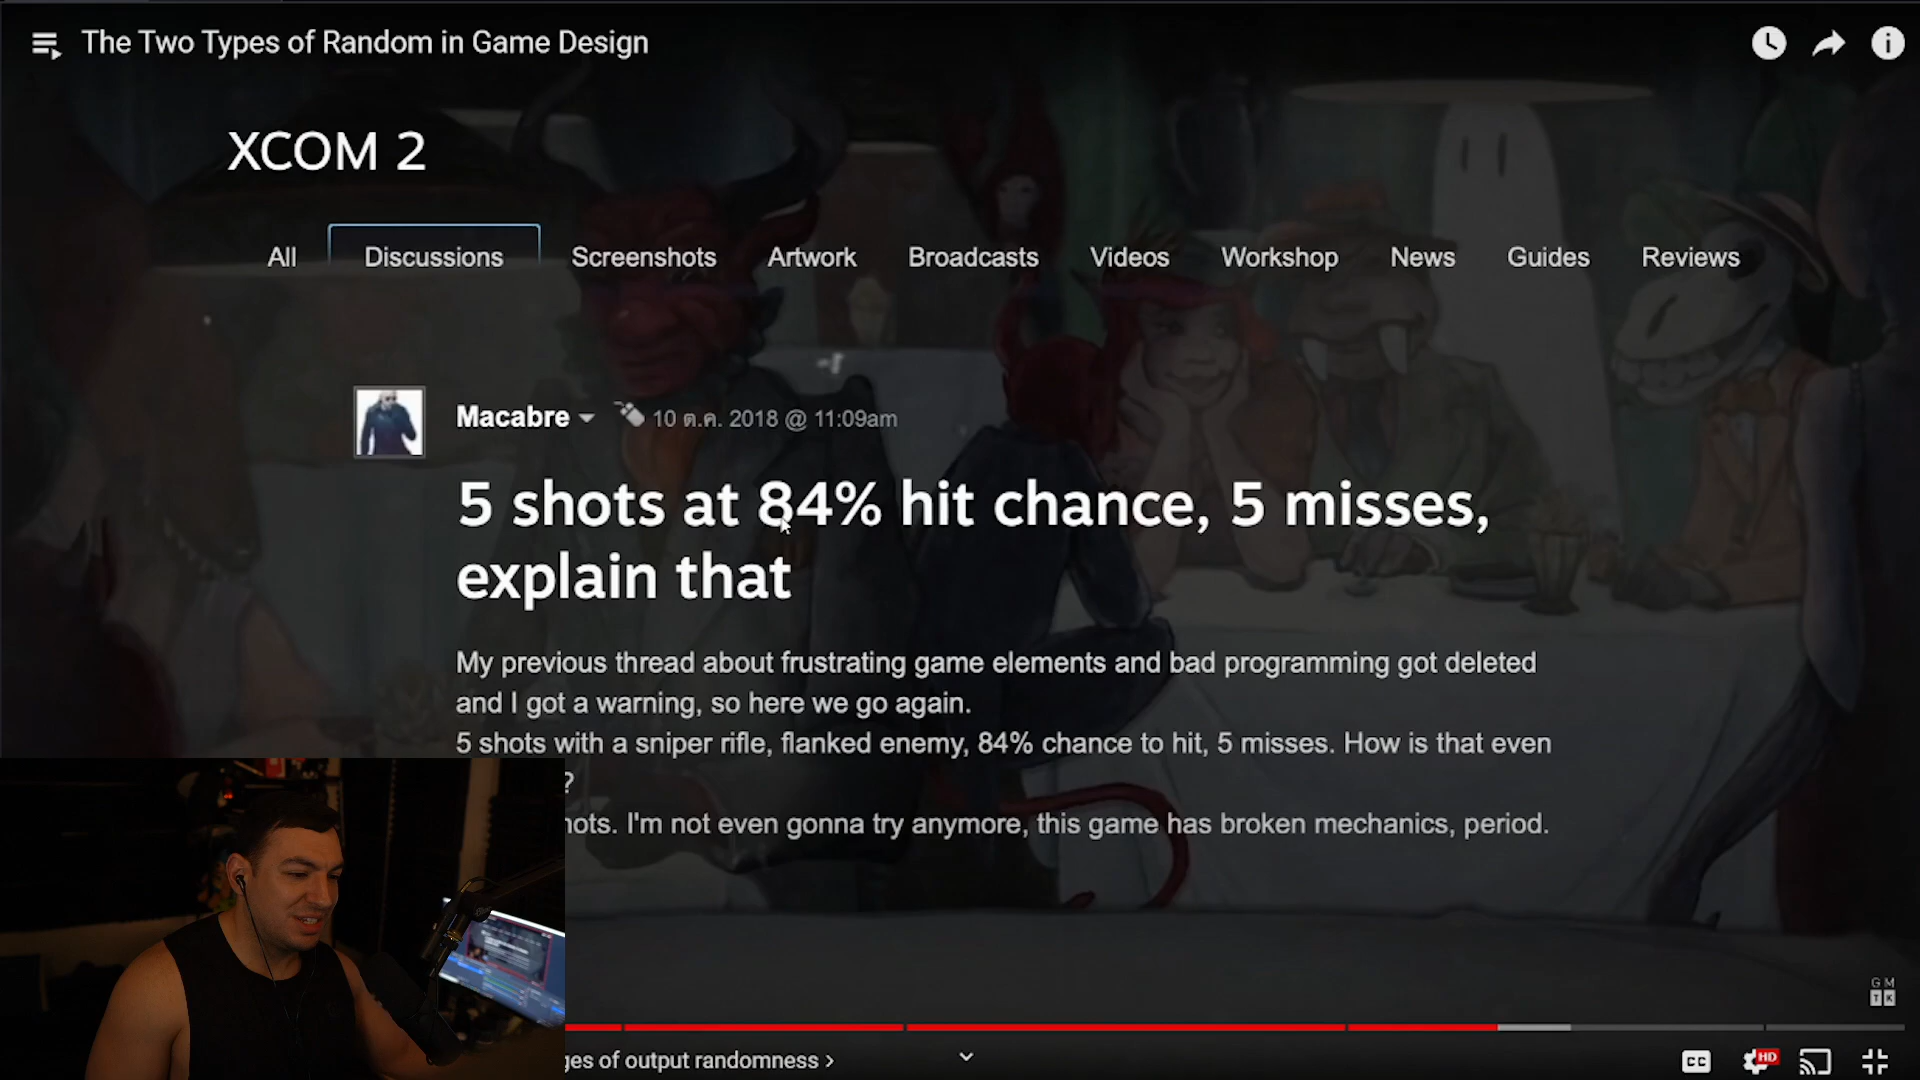 The Two Types of Random in Game Design
XCOM 2
All Discussions Screenshots Artwork Broadcasts Videos Workshop News Guides Reviews
Macabre 10 ต.ค. 2018 @ 11:09am
5 shots at 84% hit chance, 5 misses,
explain that
My previous thread about frustrating game elements and bad programming got deleted
and I got a warning, so here we go again.
5 shots with a sniper rifle, flanked enemy, 84% chance to hit, 5 misses. How is that even
?
hots. I'm not even gonna try anymore, this game has broken mechanics, period.
GM
TK
ges of output randomness >
CC HD